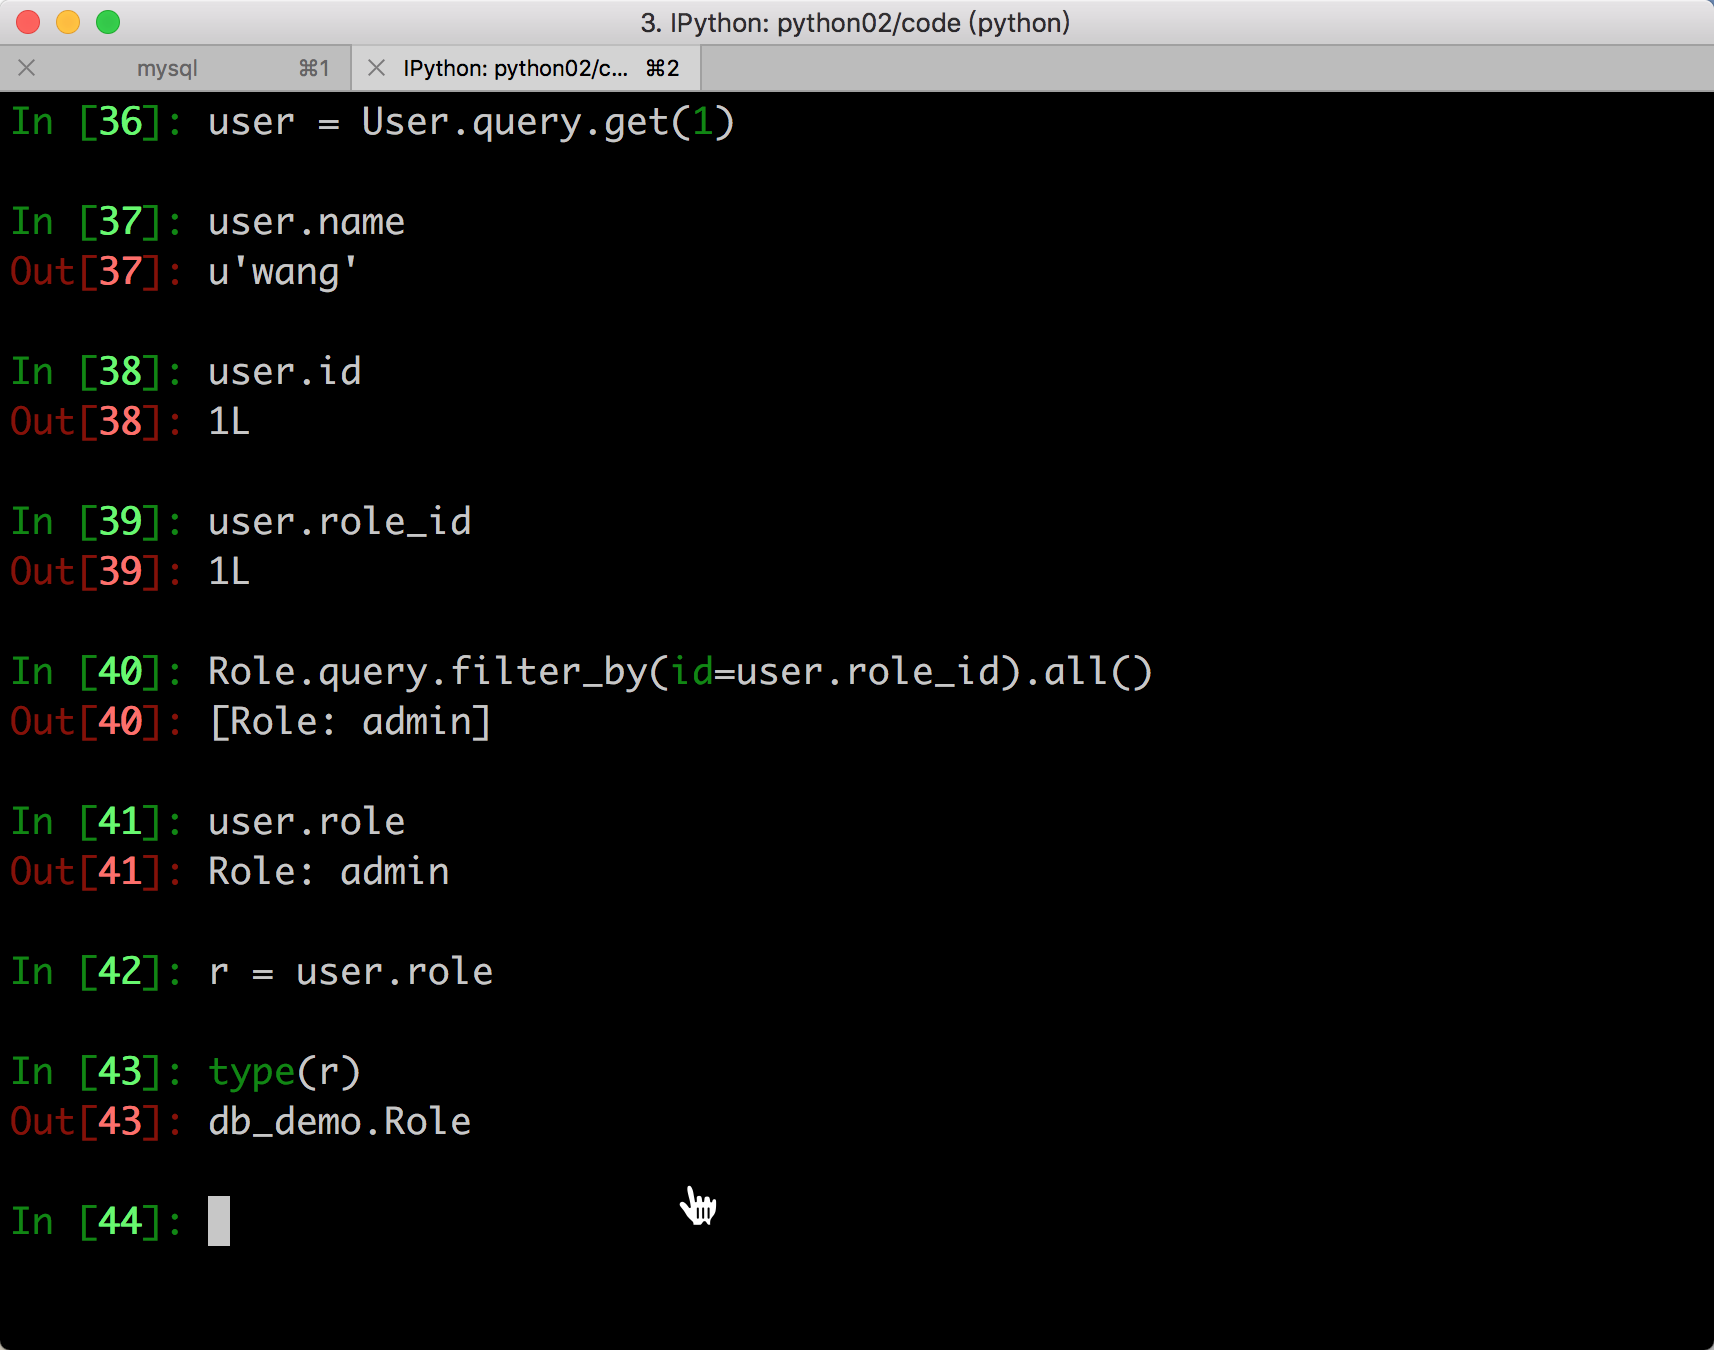 3. IPython: python02/code (python)
mysql ⌘1 IPython: python02/c... ⌘2
In [36]: user = User.query.get(1)
In [37]: user.name
Out[37]: u'wang'
In [38]: user.id
Out[38]: 1L
In [39]: user.role_id
Out[39]: 1L
In [40]: Role.query.filter_by(id=user.role_id).all()
Out[40]: [Role: admin]
In [41]: user.role
Out[41]: Role: admin
In [42]: r = user.role
In [43]: type(r)
Out[43]: db_demo.Role
In [44]: